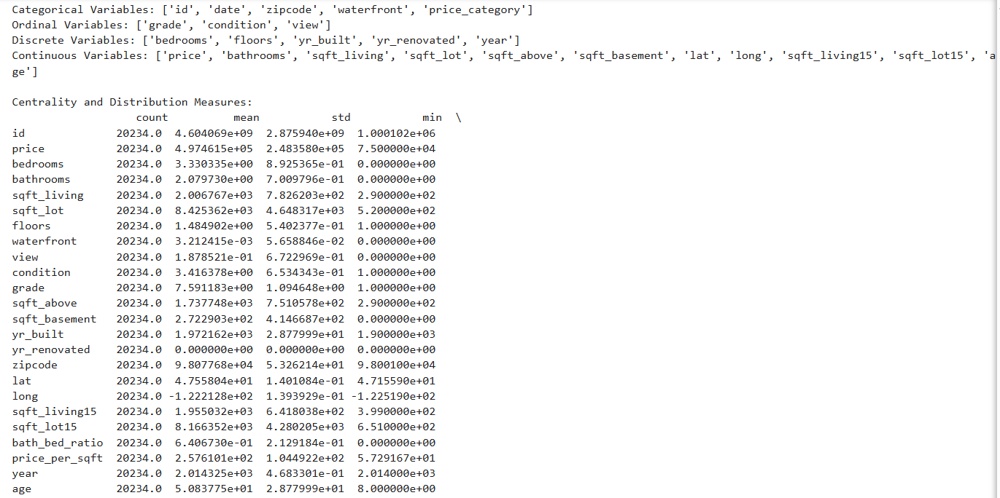 Categorical Variables: ['id', 'date', 'zipcode', 'waterfront', 'price_category']
Ordinal Variables: ['grade', 'condition', 'view']
Discrete Variables: ['bedrooms', 'floors', 'yr_built', 'yr_renovated', 'year']
Continuous Variables: ['price', 'bathrooms', 'sqft_living', 'sqft_lot', 'sqft_above', 'sqft_basement', 'lat', 'long', 'sqft_living15', 'sqft_lot15', 'a
ge']

Centrality and Distribution Measures:
                   count          mean           std           min  \
id               20234.0  4.604069e+09  2.875940e+09  1.000102e+06
price            20234.0  4.974615e+05  2.483580e+05  7.500000e+04
bedrooms         20234.0  3.330335e+00  8.925365e-01  0.000000e+00
bathrooms        20234.0  2.079730e+00  7.009796e-01  0.000000e+00
sqft_living      20234.0  2.006767e+03  7.826203e+02  2.900000e+02
sqft_lot         20234.0  8.425362e+03  4.648317e+03  5.200000e+02
floors           20234.0  1.484902e+00  5.402377e-01  1.000000e+00
waterfront       20234.0  3.212415e-03  5.658846e-02  0.000000e+00
view             20234.0  1.878521e-01  6.722969e-01  0.000000e+00
condition        20234.0  3.416378e+00  6.534343e-01  1.000000e+00
grade            20234.0  7.591183e+00  1.094648e+00  1.000000e+00
sqft_above       20234.0  1.737748e+03  7.510578e+02  2.900000e+02
sqft_basement    20234.0  2.722903e+02  4.146687e+02  0.000000e+00
yr_built         20234.0  1.972162e+03  2.877999e+01  1.900000e+03
yr_renovated     20234.0  0.000000e+00  0.000000e+00  0.000000e+00
zipcode          20234.0  9.807768e+04  5.326214e+01  9.800100e+04
lat              20234.0  4.755804e+01  1.401084e-01  4.715590e+01
long             20234.0 -1.222128e+02  1.393929e-01 -1.225190e+02
sqft_living15    20234.0  1.955032e+03  6.418038e+02  3.990000e+02
sqft_lot15       20234.0  8.166352e+03  4.280205e+03  6.510000e+02
bath_bed_ratio   20234.0  6.406730e-01  2.129184e-01  0.000000e+00
price_per_sqft   20234.0  2.576101e+02  1.044922e+02  5.729167e+01
year             20234.0  2.014325e+03  4.683301e-01  2.014000e+03
age              20234.0  5.083775e+01  2.877999e+01  8.000000e+00